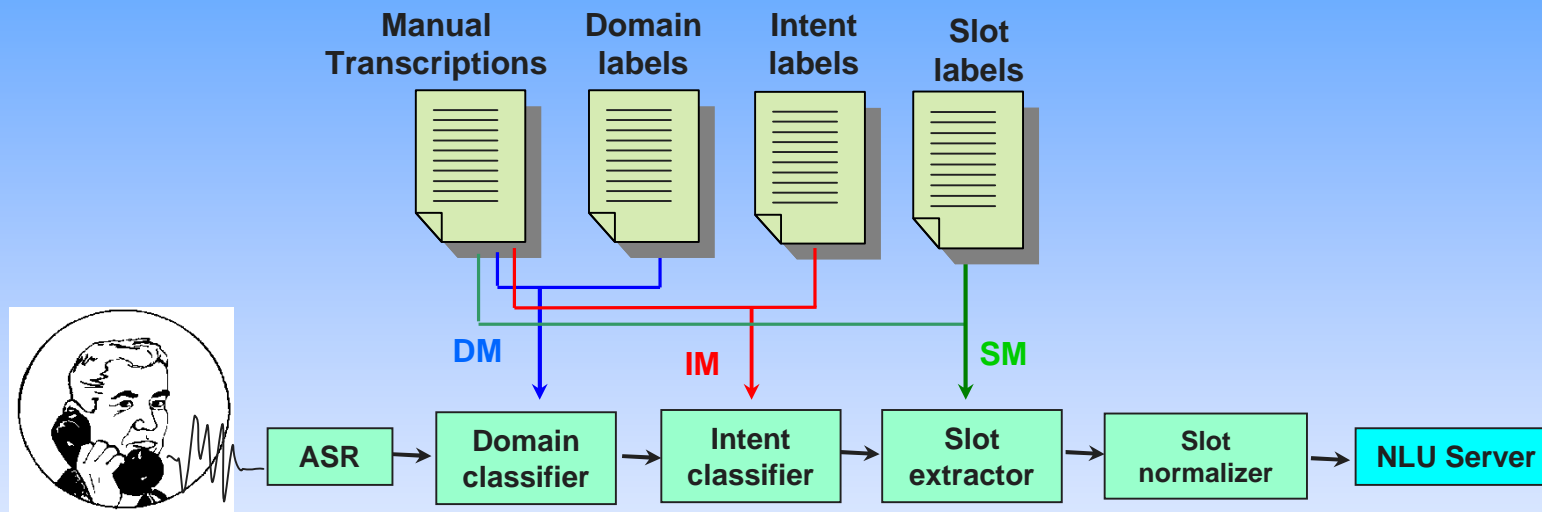 Manual
Transcriptions
Domain
labels
Intent
labels
Slot
labels
DM
IM
SM
ASR
Domain
classifier
Intent
classifier
Slot
extractor
Slot
normalizer
NLU Server